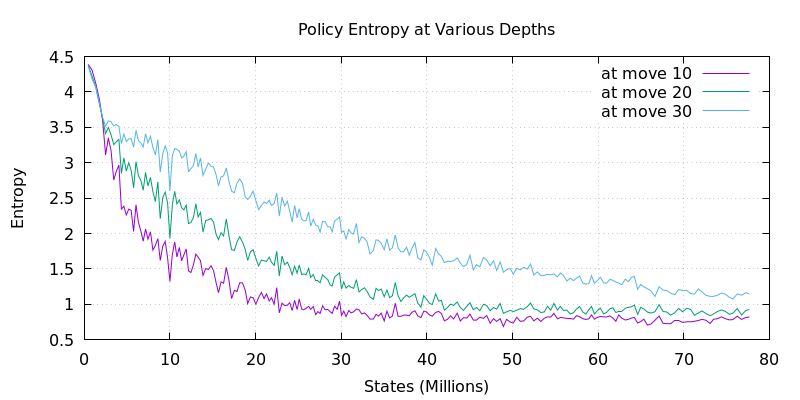 Policy Entropy at Various Depths
4.5
4
3.5
3
2.5
2
1.5
1
0.5
Entropy
at move 10
at move 20
at move 30
0 10 20 30 40 50 60 70 80
States (Millions)